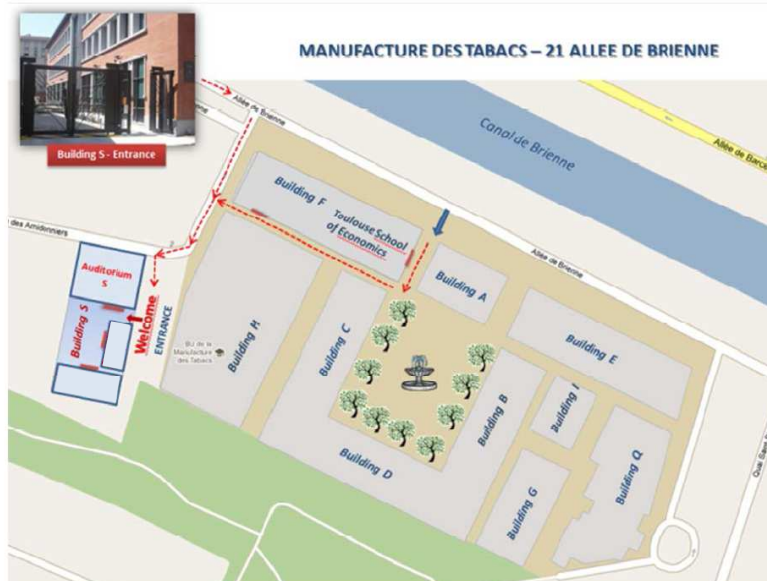 MANUFACTURE DES TABACS – 21 ALLEE DE BRIENNE
Building S - Entrance
Allée de Brienne
Canal de Brienne
Allée de Barce
des Amidonniers
Building F
Toulouse School
of Economics
Allée de Brienne
Auditorium
S
Building A
Building S
Welcome
ENTRANCE
Building H
BU de la
Manufacture
des Tabacs
Building C
Building E
Building B
Building I
Building D
Building G
Building Q